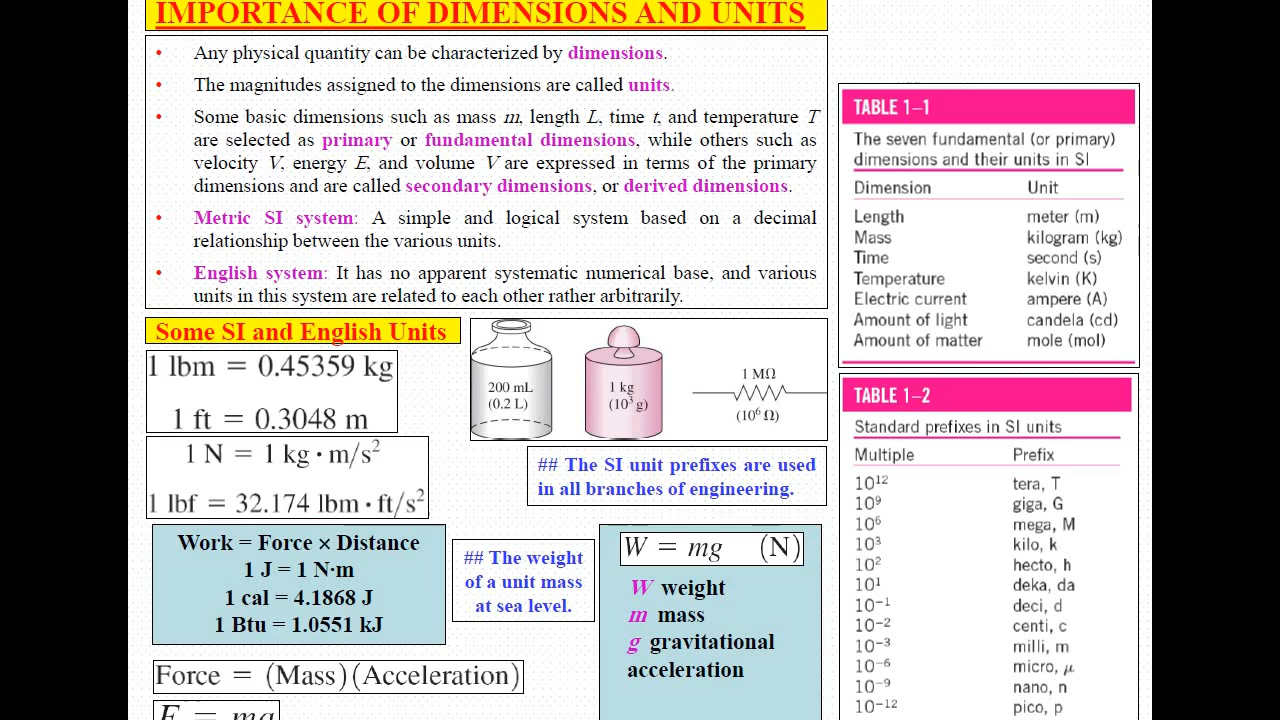 IMPORTANCE OF DIMENSIONS AND UNITS
• Any physical quantity can be characterized by dimensions.
• The magnitudes assigned to the dimensions are called units.
• Some basic dimensions such as mass m, length L, time t, and temperature T
are selected as primary or fundamental dimensions, while others such as
velocity V, energy E, and volume V are expressed in terms of the primary
dimensions and are called secondary dimensions, or derived dimensions.
• Metric SI system: A simple and logical system based on a decimal
relationship between the various units.
• English system: It has no apparent systematic numerical base, and various
units in this system are related to each other rather arbitrarily.
Some SI and English Units
1 lbm = 0.45359 kg
1 ft = 0.3048 m
1 N = 1 kg · m/s²
1 lbf = 32.174 lbm · ft/s²
200 mL
(0.2 L)
1 kg
(10³ g)
1 MΩ
(10⁶ Ω)
## The SI unit prefixes are used
in all branches of engineering.
Work = Force × Distance
1 J = 1 N·m
1 cal = 4.1868 J
1 Btu = 1.0551 kJ
## The weight
of a unit mass
at sea level.
W = mg (N)
W weight
m mass
g gravitational
acceleration
Force = (Mass)(Acceleration)
F = mg
TABLE 1–1
The seven fundamental (or primary)
dimensions and their units in SI
Dimension Unit
Length meter (m)
Mass kilogram (kg)
Time second (s)
Temperature kelvin (K)
Electric current ampere (A)
Amount of light candela (cd)
Amount of matter mole (mol)
TABLE 1–2
Standard prefixes in SI units
Multiple Prefix
10¹² tera, T
10⁹ giga, G
10⁶ mega, M
10³ kilo, k
10² hecto, h
10¹ deka, da
10⁻¹ deci, d
10⁻² centi, c
10⁻³ milli, m
10⁻⁶ micro, μ
10⁻⁹ nano, n
10⁻¹² pico, p